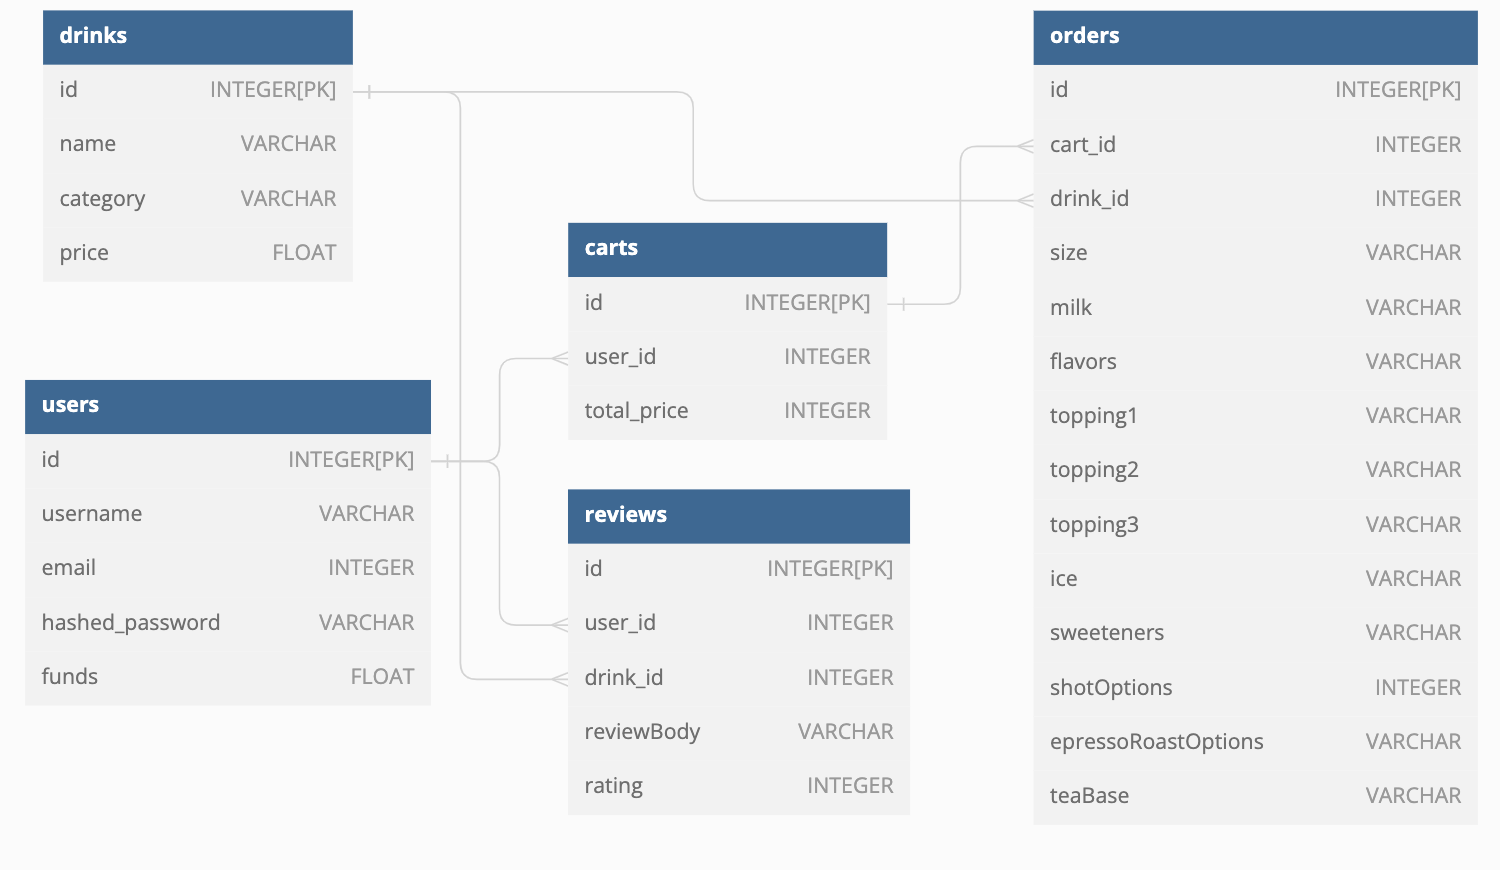 drinks
id INTEGER[PK]
name VARCHAR
category VARCHAR
price FLOAT
users
id INTEGER[PK]
username VARCHAR
email INTEGER
hashed_password VARCHAR
funds FLOAT
carts
id INTEGER[PK]
user_id INTEGER
total_price INTEGER
reviews
id INTEGER[PK]
user_id INTEGER
drink_id INTEGER
reviewBody VARCHAR
rating INTEGER
orders
id INTEGER[PK]
cart_id INTEGER
drink_id INTEGER
size VARCHAR
milk VARCHAR
flavors VARCHAR
topping1 VARCHAR
topping2 VARCHAR
topping3 VARCHAR
ice VARCHAR
sweeteners VARCHAR
shotOptions INTEGER
epressoRoastOptions VARCHAR
teaBase VARCHAR